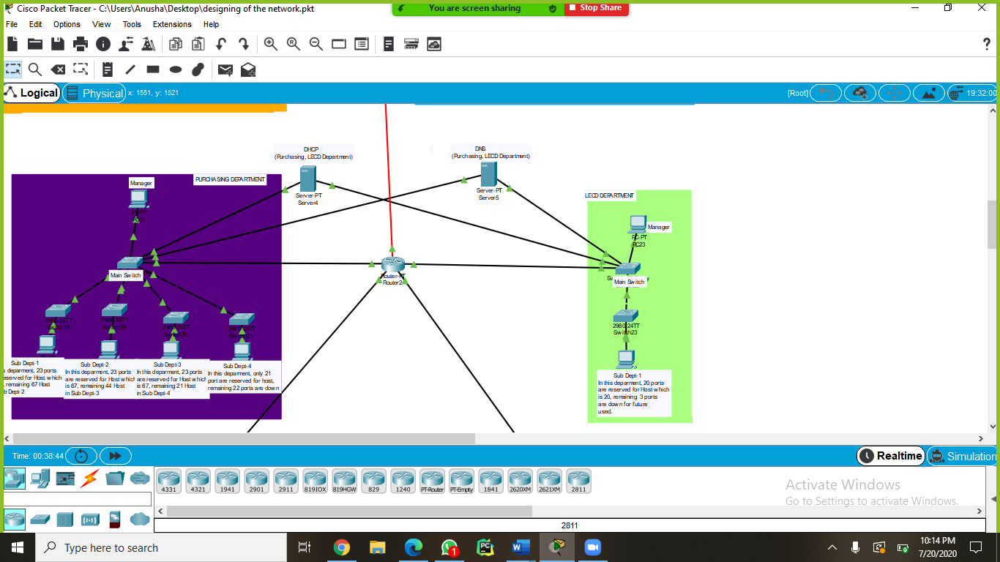 Cisco Packet Tracer - C:\Users\Anusha\Desktop\designing of the network.pkt
You are screen sharing
Stop Share
File Edit Options View Tools Extensions Help
Logical
Physical
x: 1551, y: 1521
[Root]
19:32:00
DHCP
(Purchasing, LECD Department)
DNS
(Purchasing, LECD Department)
Manager
PURCHASING DEPARTMENT
Server-PT
Server4
Server-PT
Server5
LECD DEPARTMENT
Manager
PC-PT
PC23
Main Switch
Router-PT
Router2
Main Switch
2960-24TT
2960-24TT
2960-24TT
2960-24TT
2960-24TT
Switch23
Sub Dept-1
s deparment, 23 ports
eserved for Host which
, remaining 67 Host
b Dept-2
Sub Dept-2
In this deparment, 23 ports
are reserved for Host which
is 67, remaining 44 Host
in Sub Dept-3
Sub Dept-3
In this deparment, 23 ports
are reserved for Host which
is 67, remaining 21 Host
in Sub Dept-4
Sub Dept-4
In this deparment, only 21
port are reserved for host,
remaining 22 ports are down
Sub Dept-1
In this deparment, 20 ports
are reserved for Host which
is 20, remaining 3 ports
are down for future
used.
Time: 00:38:44
Realtime
Simulation
4331 4321 1941 2901 2911 819IOX 819HGW 829 1240 PT-Router PT-Empty 1841 2620XM 2621XM 2811
Activate Windows
Go to Settings to activate Windows.
2811
Type here to search
1
10:14 PM
7/20/2020